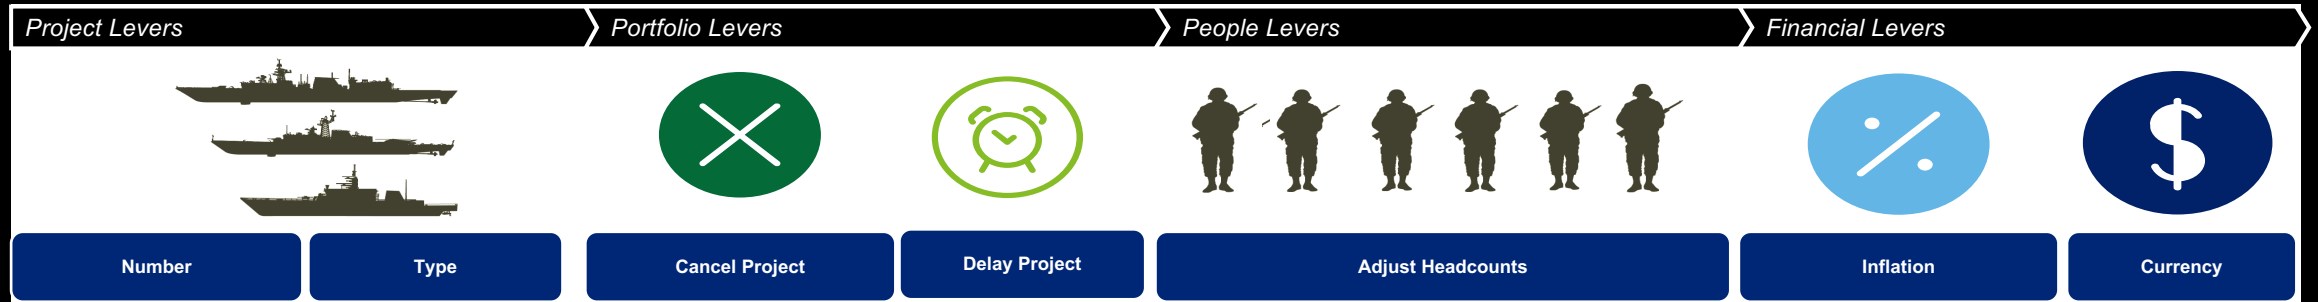 Project Levers
Portfolio Levers
People Levers
Financial Levers
Number
Type
Cancel Project
Delay Project
Adjust Headcounts
Inflation
Currency